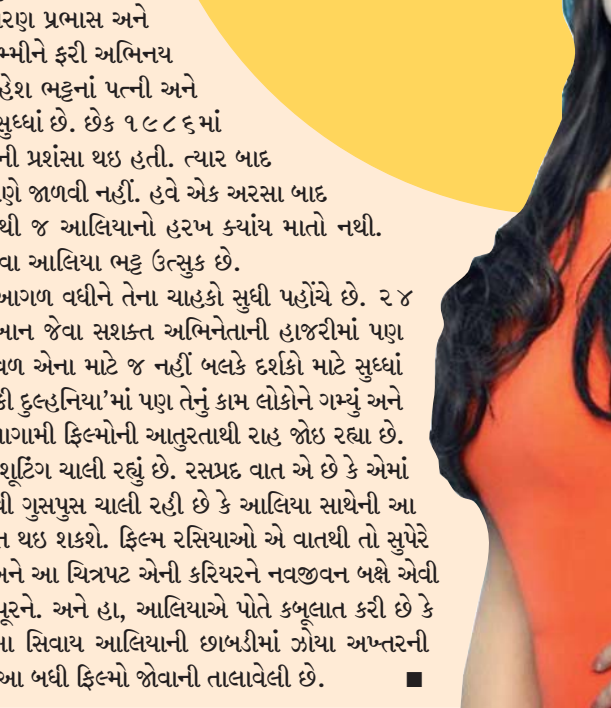 રણ પ્રભાસ અને
મ્મીને ફરી અભિનય
હેશ ભટ્ટનાં પત્ની અને
સુધ્ધાં છે. છેક ૧૯૮૬માં
ની પ્રશંસા થઇ હતી. ત્યાર બાદ
ણે જાળવી નહીં. હવે એક અરસા બાદ
થી જ આલિયાનો હરખ ક્યાંય માતો નથી.
વા આલિયા ભટ્ટ ઉત્સુક છે.
આગળ વધીને તેના ચાહકો સુધી પહોંચે છે. ૨૪
ખાન જેવા સશક્ત અભિનેતાની હાજરીમાં પણ
વળ એના માટે જ નહીં બલકે દર્શકો માટે સુધ્ધાં
કી દુલ્હનિયા'માં પણ તેનું કામ લોકોને ગમ્યું અને
ાગામી ફિલ્મોની આતુરતાથી રાહ જોઇ રહ્યા છે.
શૂટિંગ ચાલી રહ્યું છે. રસપ્રદ વાત એ છે કે એમાં
વી ગુસપુસ ચાલી રહી છે કે આલિયા સાથેની આ
ત થઇ શકશે. ફિલ્મ રસિયાઓ એ વાતથી તો સુપેરે
અને આ ચિત્રપટ એની કરિયરને નવજીવન બક્ષે એવી
પૂરને. અને હા, આલિયાએ પોતે કબૂલાત કરી છે કે
ા સિવાય આલિયાની છાબડીમાં ઝોયા અખ્તરની
આ બધી ફિલ્મો જોવાની તાલાવેલી છે. ■